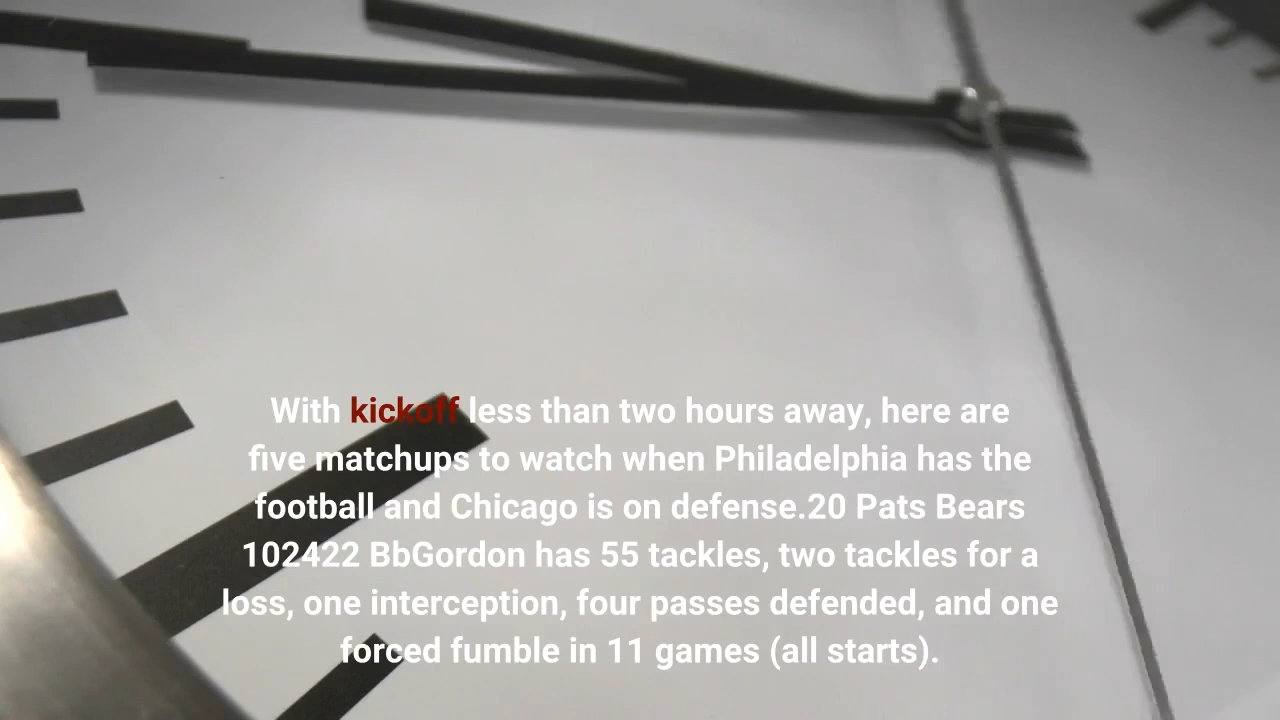 With kickoff less than two hours away, here are
five matchups to watch when Philadelphia has the
football and Chicago is on defense.20 Pats Bears
102422 BbGordon has 55 tackles, two tackles for a
loss, one interception, four passes defended, and one
forced fumble in 11 games (all starts).